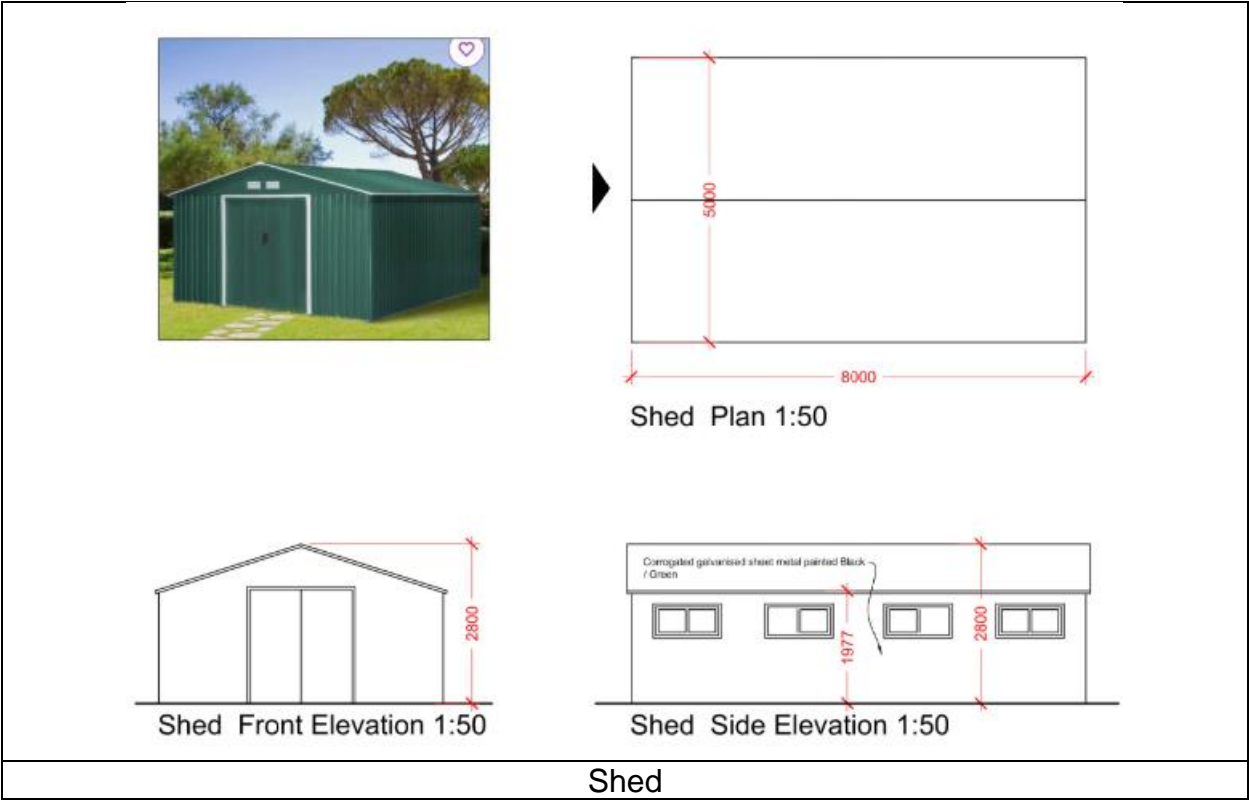 5000
8000
Shed Plan 1:50
2800
Shed Front Elevation 1:50
Corrogated galvanised sheet metal painted Black
/ Green
1977
2800
Shed Side Elevation 1:50
Shed